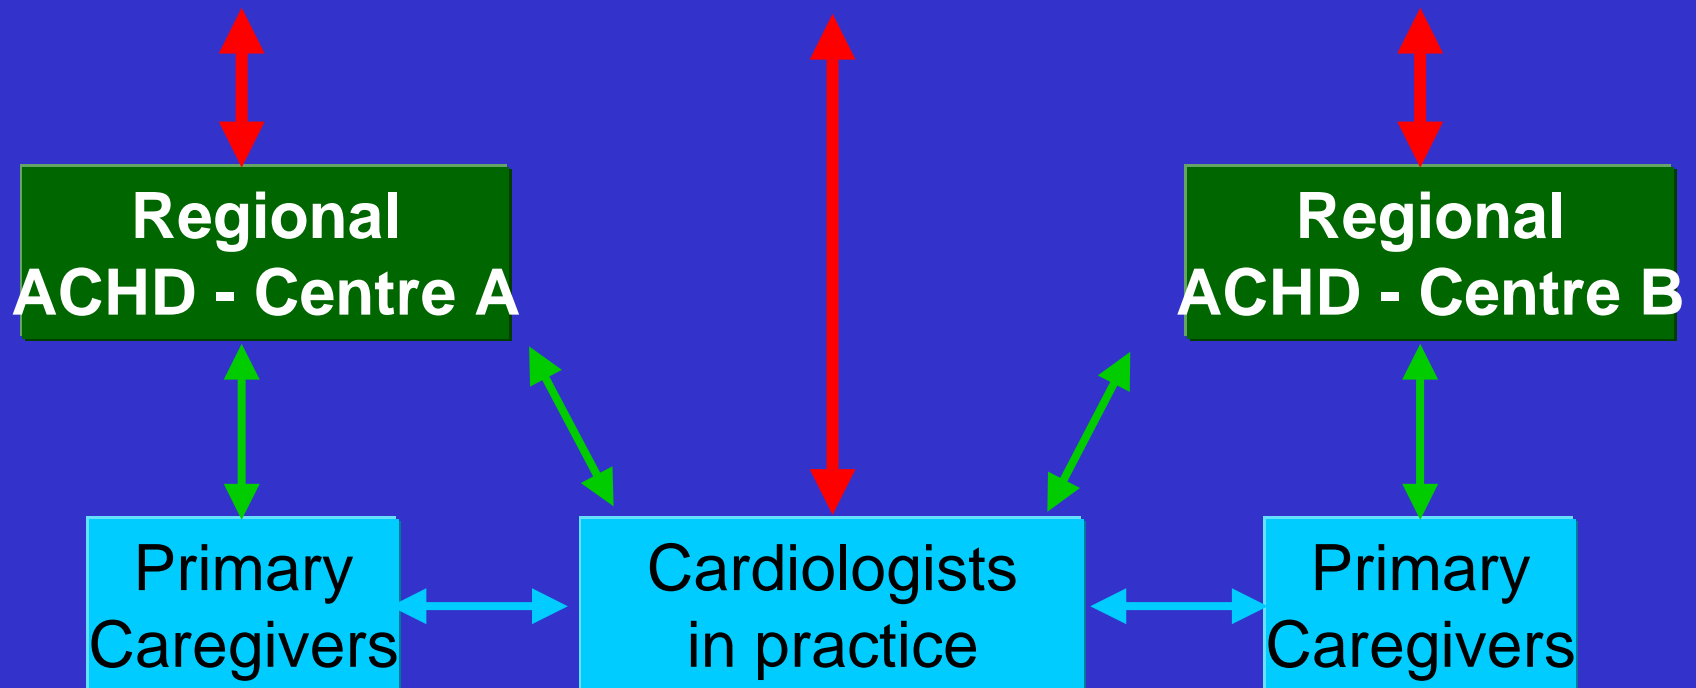 Regional
ACHD - Centre A
Regional
ACHD - Centre B
Primary
Caregivers
Cardiologists
in practice
Primary
Caregivers